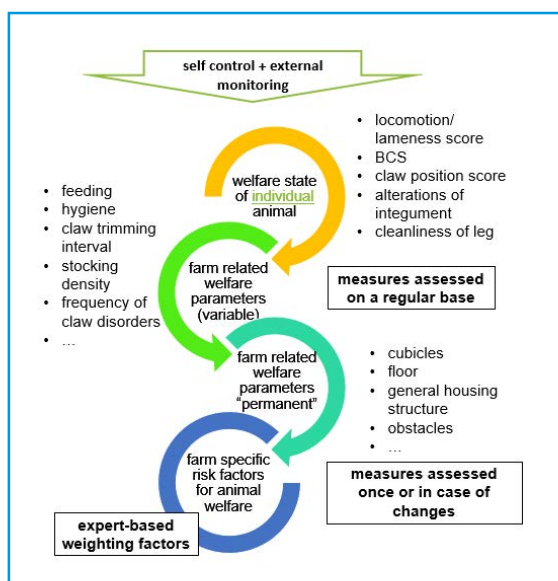 self control + external
monitoring
• locomotion/
lameness score
• BCS
• claw position score
• alterations of
integument
• cleanliness of leg
welfare state
of individual
animal
• feeding
• hygiene
• claw trimming
interval
• stocking
density
• frequency of
claw disorders
• ...
farm related
welfare
parameters
(variable)
measures assessed
on a regular base
farm related
welfare
parameters
“permanent”
• cubicles
• floor
• general housing
structure
• obstacles
• ...
farm specific
risk factors
for animal
welfare
measures assessed
once or in case of
changes
expert-based
weighting factors